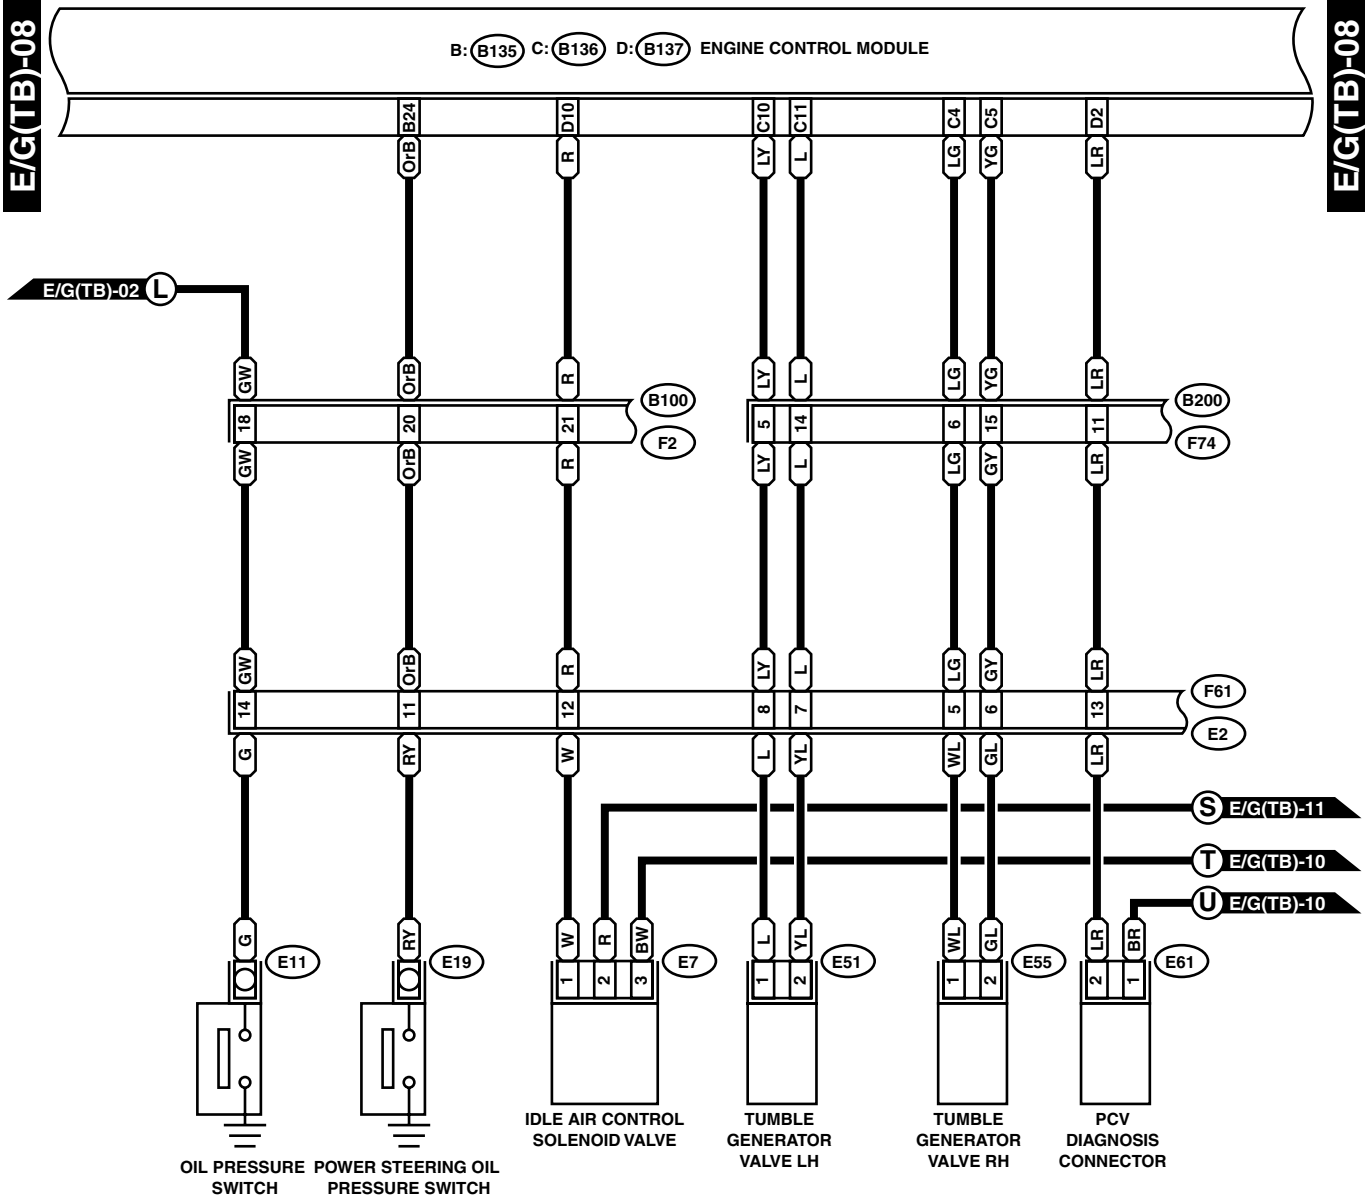 E/G(TB)-08
E/G(TB)-08
B: B135 C: B136 D: B137 ENGINE CONTROL MODULE
B24 D10 C10 C11 C4 C5 D2
OrB R LY L LG YG LR
E/G(TB)-02 L
GW OrB R LY L LG YG LR
B100 B200
18 20 21 5 14 6 15 11
F2 F74
GW OrB R LY L LG GY LR
GW OrB R LY L LG GY LR
F61
14 11 12 8 7 5 6 13
E2
G RY W L YL WL GL LR
S E/G(TB)-11
T E/G(TB)-10
U E/G(TB)-10
G RY W R BW L YL WL GL LR BR
E11 E19 E7 E51 E55 E61
1 2 3 1 2 1 2 2 1
IDLE AIR CONTROL
SOLENOID VALVE
TUMBLE
GENERATOR
VALVE LH
TUMBLE
GENERATOR
VALVE RH
PCV
DIAGNOSIS
CONNECTOR
OIL PRESSURE
SWITCH
POWER STEERING OIL
PRESSURE SWITCH